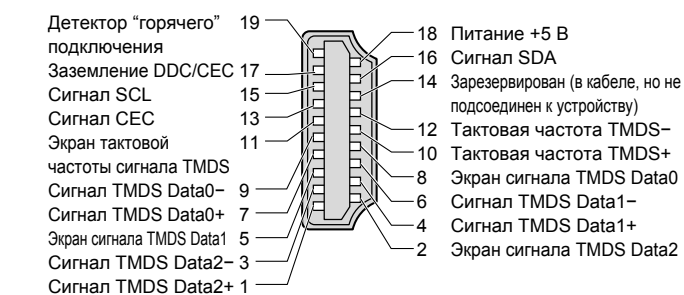 Детектор “горячего” 19
подключения
Заземление DDC/CEC 17
Сигнал SCL 15
Сигнал CEC 13
Экран тактовой 11
частоты сигнала TMDS
Сигнал TMDS Data0− 9
Сигнал TMDS Data0+ 7
Экран сигнала TMDS Data1 5
Сигнал TMDS Data2− 3
Сигнал TMDS Data2+ 1
18 Питание +5 В
16 Сигнал SDA
14 Зарезервирован (в кабеле, но не
подсоединен к устройству)
12 Тактовая частота TMDS−
10 Тактовая частота TMDS+
8 Экран сигнала TMDS Data0
6 Сигнал TMDS Data1−
4 Сигнал TMDS Data1+
2 Экран сигнала TMDS Data2